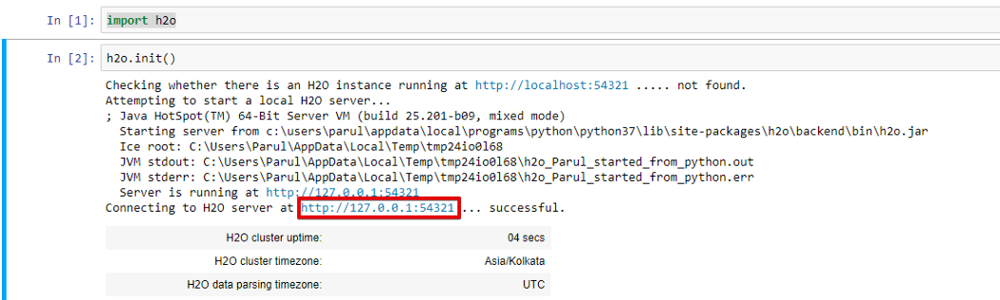 In [1]: import h2o
In [2]: h2o.init()
Checking whether there is an H2O instance running at http://localhost:54321 ..... not found.
Attempting to start a local H2O server...
; Java HotSpot(TM) 64-Bit Server VM (build 25.201-b09, mixed mode)
Starting server from c:\users\parul\appdata\local\programs\python\python37\lib\site-packages\h2o\backend\bin\h2o.jar
Ice root: C:\Users\Parul\AppData\Local\Temp\tmp24io0l68
JVM stdout: C:\Users\Parul\AppData\Local\Temp\tmp24io0l68\h2o_Parul_started_from_python.out
JVM stderr: C:\Users\Parul\AppData\Local\Temp\tmp24io0l68\h2o_Parul_started_from_python.err
Server is running at http://127.0.0.1:54321
Connecting to H2O server at http://127.0.0.1:54321 ... successful.
H2O cluster uptime: 04 secs
H2O cluster timezone: Asia/Kolkata
H2O data parsing timezone: UTC